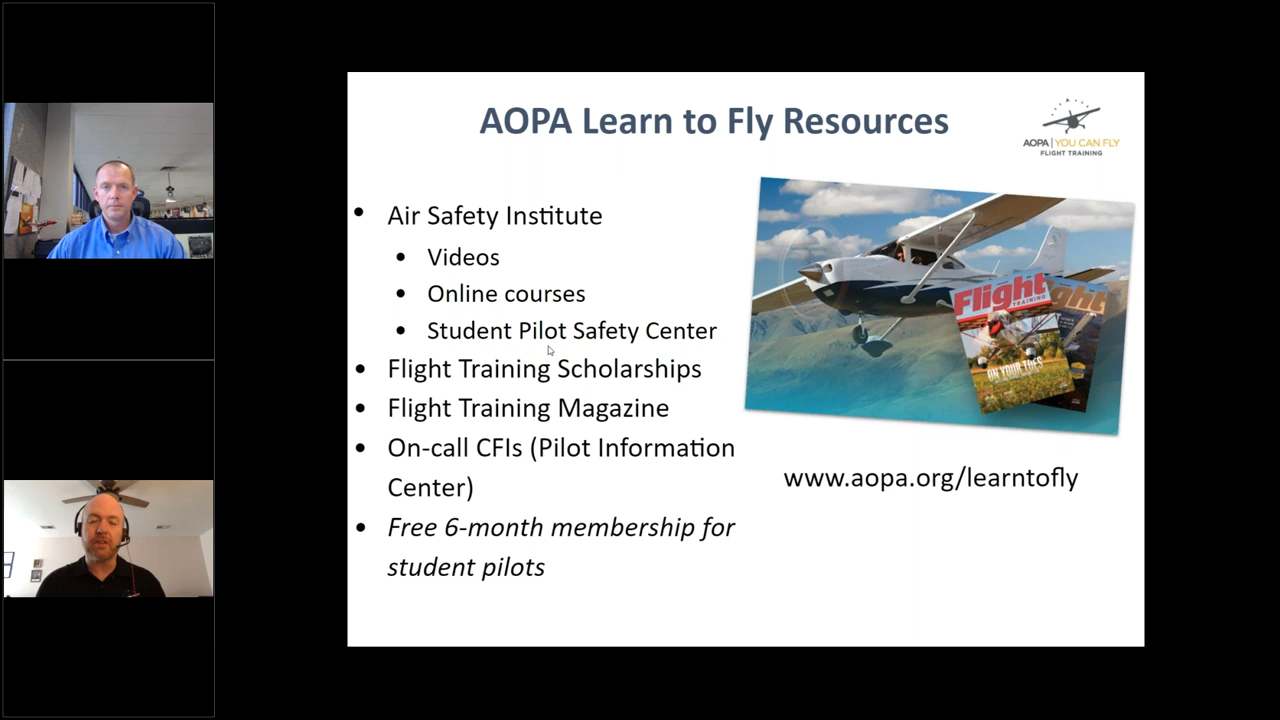 AOPA Learn to Fly Resources
AOPA | YOU CAN FLY
FLIGHT TRAINING
• Air Safety Institute
• Videos
• Online courses
• Student Pilot Safety Center
• Flight Training Scholarships
• Flight Training Magazine
• On-call CFIs (Pilot Information
Center)
• Free 6-month membership for
student pilots
Flight
TRAINING
ON YOUR TOES
www.aopa.org/learntofly